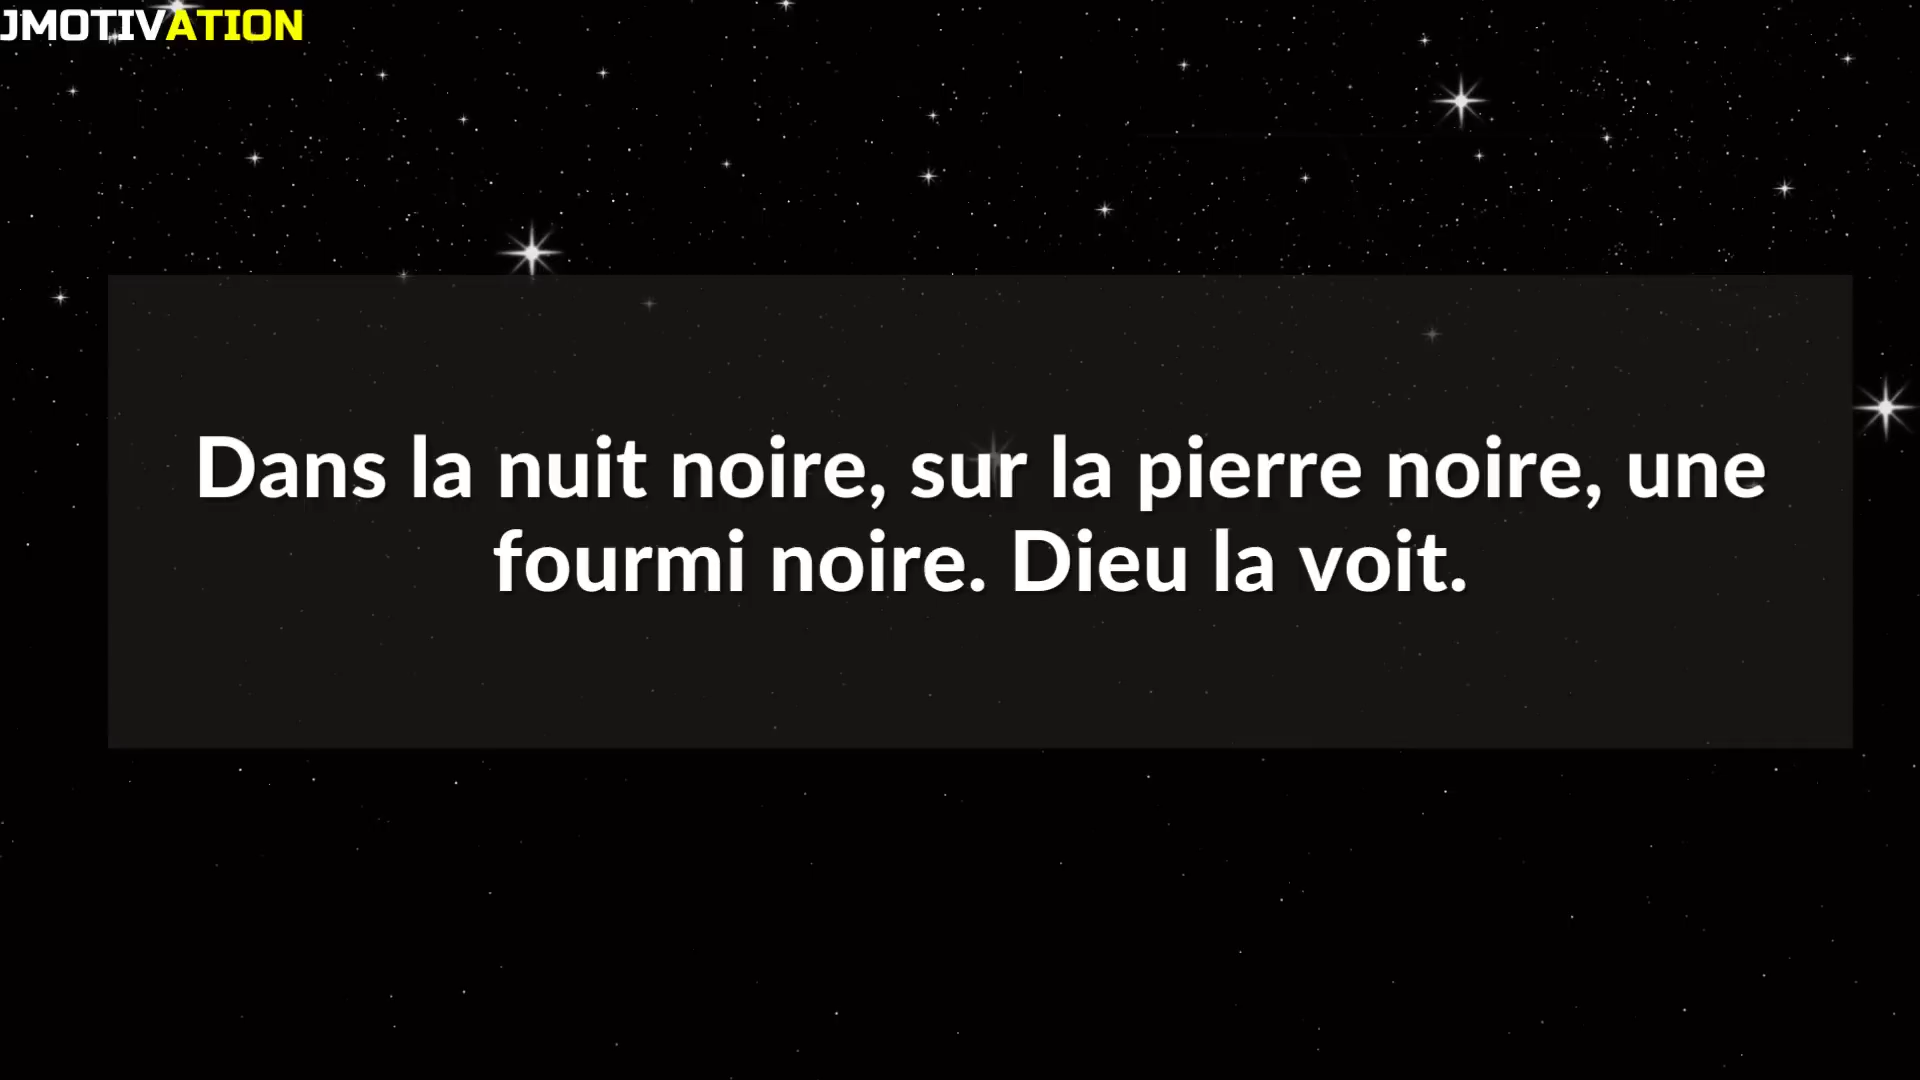 JMOTIVATION
Dans la nuit noire, sur la pierre noire, une
fourmi noire. Dieu la voit.